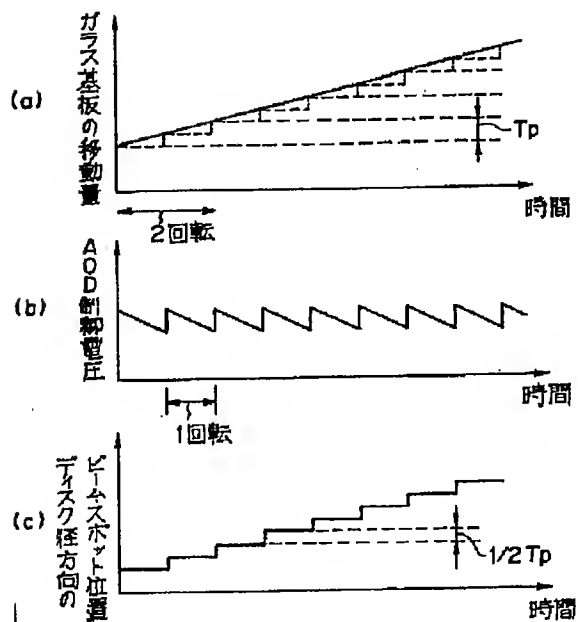 (a)
ガラス基板の移動量
Tp
時間
2回転
(b)
AOD制御電圧
時間
1回転
(c)
ビームスポット位置
ディスク径方向の
1/2Tp
時間